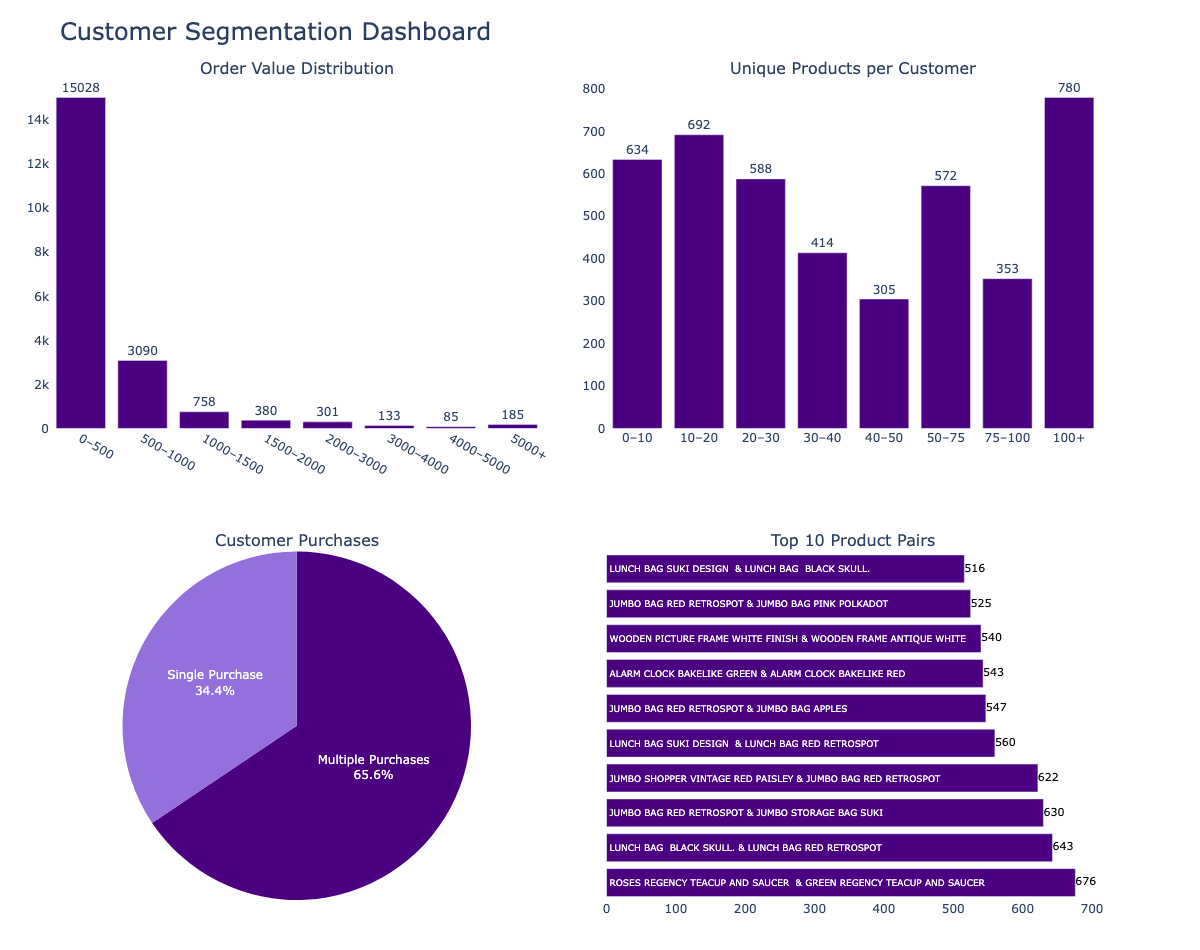 Customer Segmentation Dashboard
Order Value Distribution
15028
14k
12k
10k
8k
6k
4k
2k
0
3090
758
380
301
133
85
185
0–500
500–1000
1000–1500
1500–2000
2000–3000
3000–4000
4000–5000
5000+
Unique Products per Customer
800
700
600
500
400
300
200
100
0
634
692
588
414
305
572
353
780
0–10
10–20
20–30
30–40
40–50
50–75
75–100
100+
Customer Purchases
Single Purchase
34.4%
Multiple Purchases
65.6%
Top 10 Product Pairs
LUNCH BAG SUKI DESIGN  & LUNCH BAG  BLACK SKULL. 516
JUMBO BAG RED RETROSPOT & JUMBO BAG PINK POLKADOT 525
WOODEN PICTURE FRAME WHITE FINISH & WOODEN FRAME ANTIQUE WHITE 540
ALARM CLOCK BAKELIKE GREEN & ALARM CLOCK BAKELIKE RED 543
JUMBO BAG RED RETROSPOT & JUMBO BAG APPLES 547
LUNCH BAG SUKI DESIGN  & LUNCH BAG RED RETROSPOT 560
JUMBO SHOPPER VINTAGE RED PAISLEY & JUMBO BAG RED RETROSPOT 622
JUMBO BAG RED RETROSPOT & JUMBO STORAGE BAG SUKI 630
LUNCH BAG  BLACK SKULL. & LUNCH BAG RED RETROSPOT 643
ROSES REGENCY TEACUP AND SAUCER  & GREEN REGENCY TEACUP AND SAUCER 676
0 100 200 300 400 500 600 700